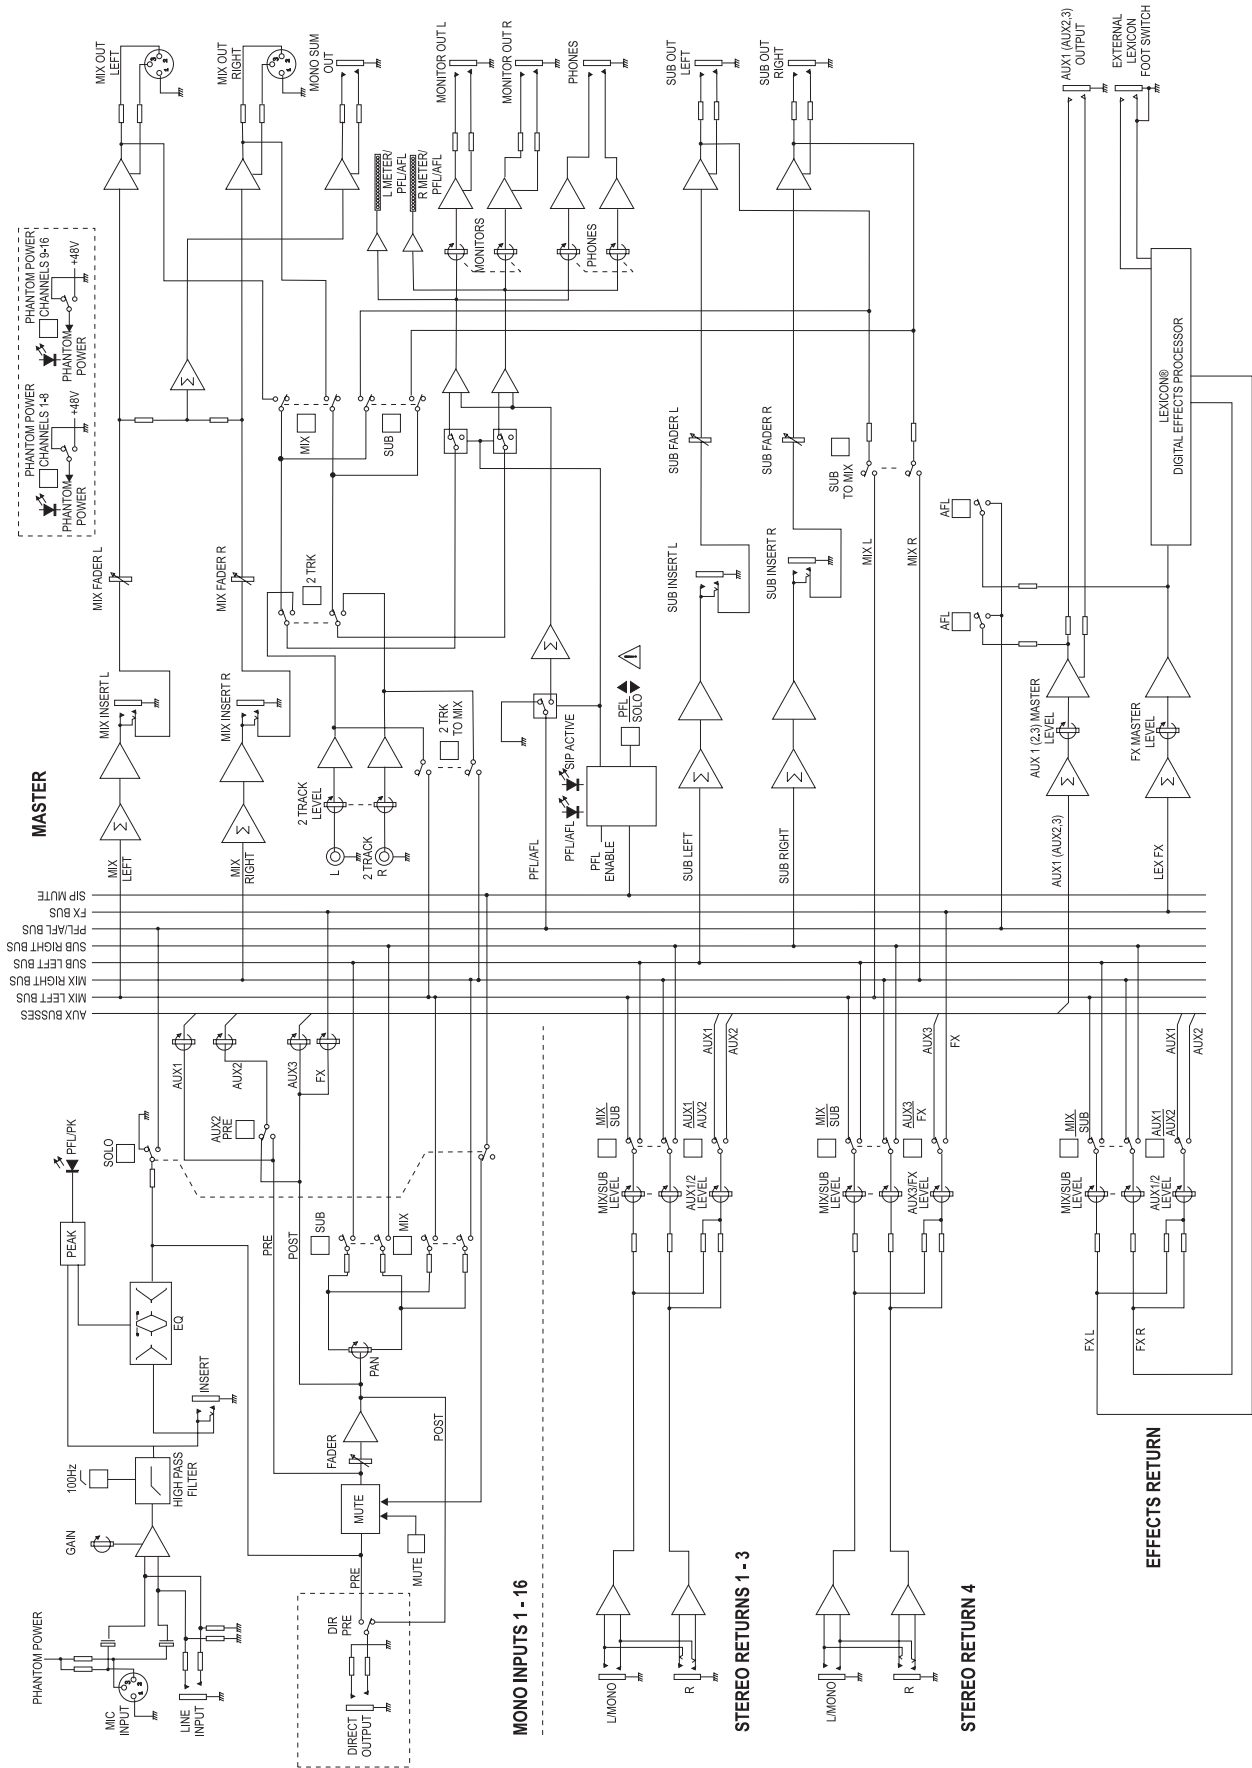 MASTER
PHANTOM POWER
CHANNELS 1-8
+48V
PHANTOM
POWER
PHANTOM POWER
CHANNELS 9-16
+48V
PHANTOM
POWER
MIX
LEFT
MIX INSERT L
MIX FADER L
MIX OUT
LEFT
3
2
1
MIX
RIGHT
MIX INSERT R
MIX FADER R
MIX OUT
RIGHT
3
2
1
Σ
Σ
Σ
MONO SUM
OUT
L
2 TRACK
R
2 TRACK
LEVEL
2 TRK
TO MIX
2 TRK
MIX
SUB
L METER/
PFL/AFL
R METER/
PFL/AFL
MONITORS
PHONES
MONITOR OUT L
MONITOR OUT R
PHONES
PFL/AFL
PFL/AFL
SIP ACTIVE
PFL
ENABLE
PFL
SOLO
!
Σ
SUB LEFT
Σ
SUB INSERT L
SUB FADER L
SUB OUT
LEFT
SUB RIGHT
Σ
SUB INSERT R
SUB FADER R
SUB OUT
RIGHT
SUB
TO MIX
MIX L
MIX R
AFL
AFL
AUX1 (AUX2,3)
Σ
AUX 1 (2,3) MASTER
LEVEL
AUX1 (AUX2,3)
OUTPUT
LEX FX
Σ
FX MASTER
LEVEL
LEXICON®
DIGITAL EFFECTS PROCESSOR
EXTERNAL
LEXICON
FOOT SWITCH
SIP MUTE
FX BUS
PFL/AFL BUS
SUB RIGHT BUS
SUB LEFT BUS
MIX RIGHT BUS
MIX LEFT BUS
AUX BUSSES
PHANTOM POWER
MIC
INPUT
3
2
1
LINE
INPUT
GAIN
100Hz
HIGH PASS
FILTER
INSERT
EQ
PEAK
PFL/PK
SOLO
AUX1
AUX2
AUX2
PRE
AUX3
FX
PRE
POST
SUB
MIX
PAN
FADER
POST
MUTE
MUTE
PRE
DIR
PRE
DIRECT
OUTPUT
MONO INPUTS 1 - 16
L/MONO
R
MIX/SUB
LEVEL
MIX
SUB
AUX1/2
LEVEL
AUX1
AUX2
AUX1
AUX2
STEREO RETURNS 1 - 3
L/MONO
R
MIX/SUB
LEVEL
MIX
SUB
AUX3/FX
LEVEL
AUX3
FX
AUX3
FX
STEREO RETURN 4
FX L
FX R
MIX/SUB
LEVEL
MIX
SUB
AUX1/2
LEVEL
AUX1
AUX2
AUX1
AUX2
EFFECTS RETURN